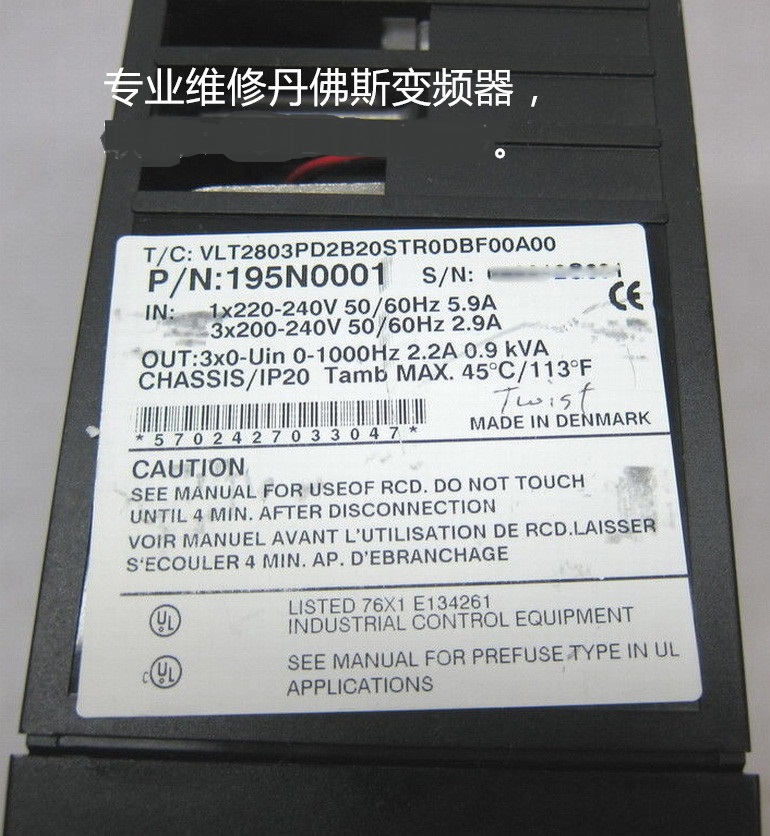 专业维修丹佛斯变频器，
。
T/C: VLT2803PD2B20STR0DBF00A00
P/N:195N0001 S/N:
IN: 1x220-240V 50/60Hz 5.9A
3x200-240V 50/60Hz 2.9A
OUT:3x0-Uin 0-1000Hz 2.2A 0.9 kVA
CHASSIS/IP20 Tamb MAX. 45°C/113°F
Twist
*5702427033047*
MADE IN DENMARK
CAUTION
SEE MANUAL FOR USEOF RCD. DO NOT TOUCH
UNTIL 4 MIN. AFTER DISCONNECTION
VOIR MANUEL AVANT L'UTILISATION DE RCD.LAISSER
S'ECOULER 4 MIN. AP. D'EBRANCHAGE
UL
LISTED 76X1 E134261
INDUSTRIAL CONTROL EQUIPMENT
c UL
SEE MANUAL FOR PREFUSE TYPE IN UL
APPLICATIONS
CE